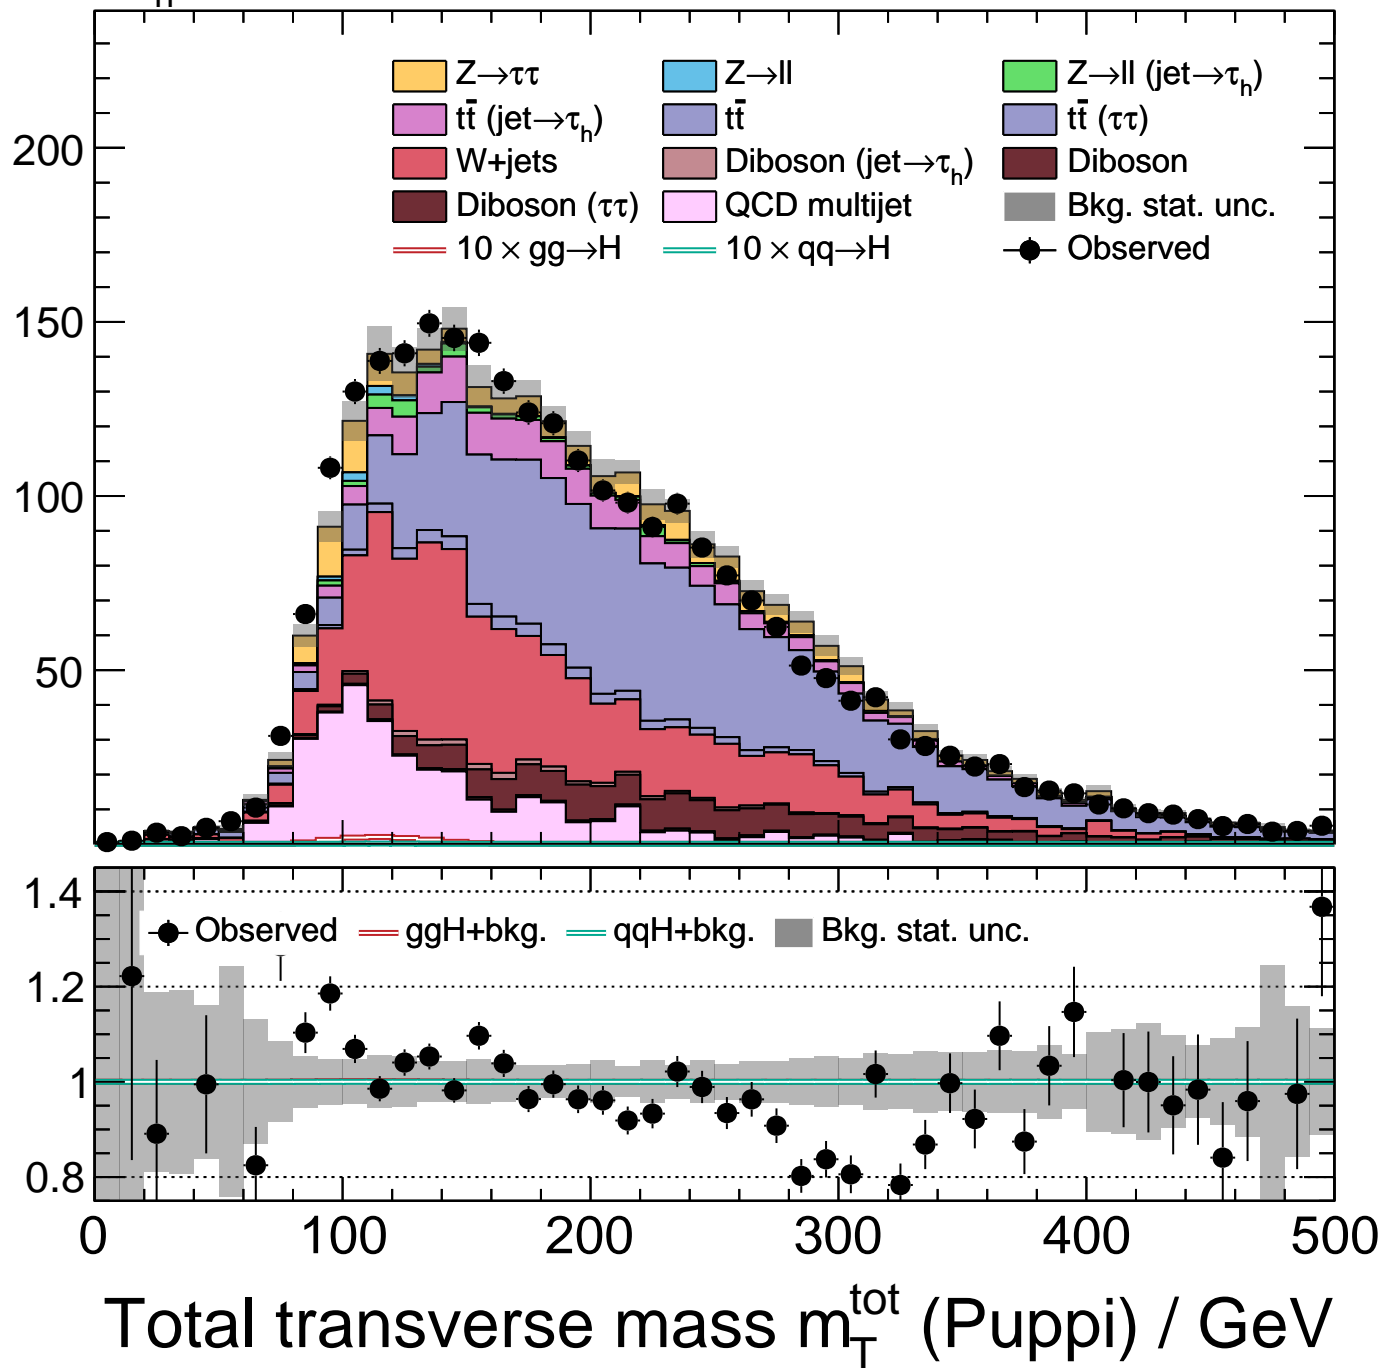 h
Z→ττ Z→ll Z→ll (jet→τh)
tt̄ (jet→τh) tt̄ tt̄ (ττ)
W+jets Diboson (jet→τh) Diboson
Diboson (ττ) QCD multijet Bkg. stat. unc.
10 × gg→H 10 × qq→H Observed
200
150
100
50
1.4
Observed ggH+bkg. qqH+bkg. Bkg. stat. unc.
1.2
1
0.8
0 100 200 300 400 500
Total transverse mass m_T^tot (Puppi) / GeV